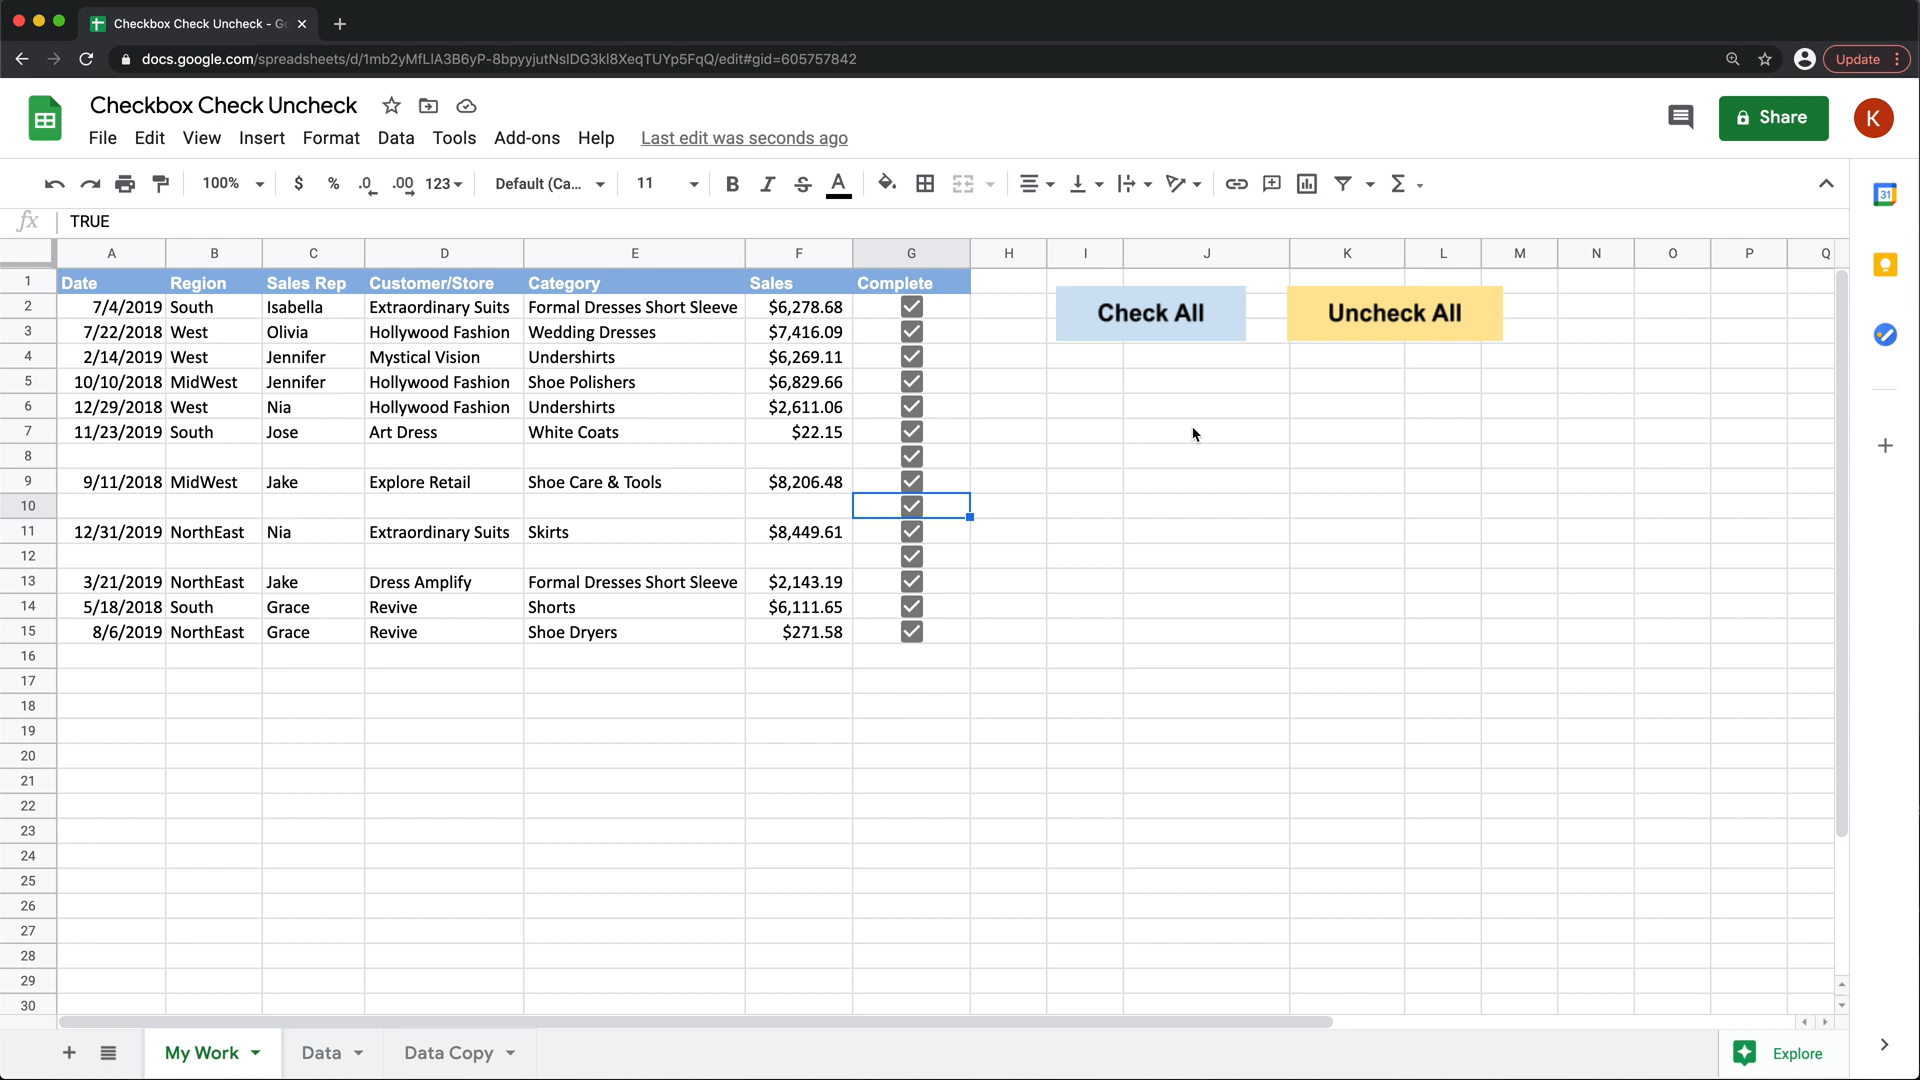 Checkbox Check Uncheck - Go
docs.google.com/spreadsheets/d/1mb2yMfLIA3B6yP-8bpyyjutNsIDG3kI8XeqTUYp5FqQ/edit#gid=605757842
Update
Checkbox Check Uncheck
File Edit View Insert Format Data Tools Add-ons Help Last edit was seconds ago
Share
K
100% $ % .0 .00 123 Default (Ca... 11 B I S A
31
fx TRUE
A B C D E F G H I J K L M N O P Q
1 Date Region Sales Rep Customer/Store Category Sales Complete
Check All Uncheck All
2 7/4/2019 South Isabella Extraordinary Suits Formal Dresses Short Sleeve $6,278.68
3 7/22/2018 West Olivia Hollywood Fashion Wedding Dresses $7,416.09
4 2/14/2019 West Jennifer Mystical Vision Undershirts $6,269.11
5 10/10/2018 MidWest Jennifer Hollywood Fashion Shoe Polishers $6,829.66
6 12/29/2018 West Nia Hollywood Fashion Undershirts $2,611.06
7 11/23/2019 South Jose Art Dress White Coats $22.15
8
9 9/11/2018 MidWest Jake Explore Retail Shoe Care & Tools $8,206.48
10
11 12/31/2019 NorthEast Nia Extraordinary Suits Skirts $8,449.61
12
13 3/21/2019 NorthEast Jake Dress Amplify Formal Dresses Short Sleeve $2,143.19
14 5/18/2018 South Grace Revive Shorts $6,111.65
15 8/6/2019 NorthEast Grace Revive Shoe Dryers $271.58
16
17
18
19
20
21
22
23
24
25
26
27
28
29
30
My Work Data Data Copy
Explore